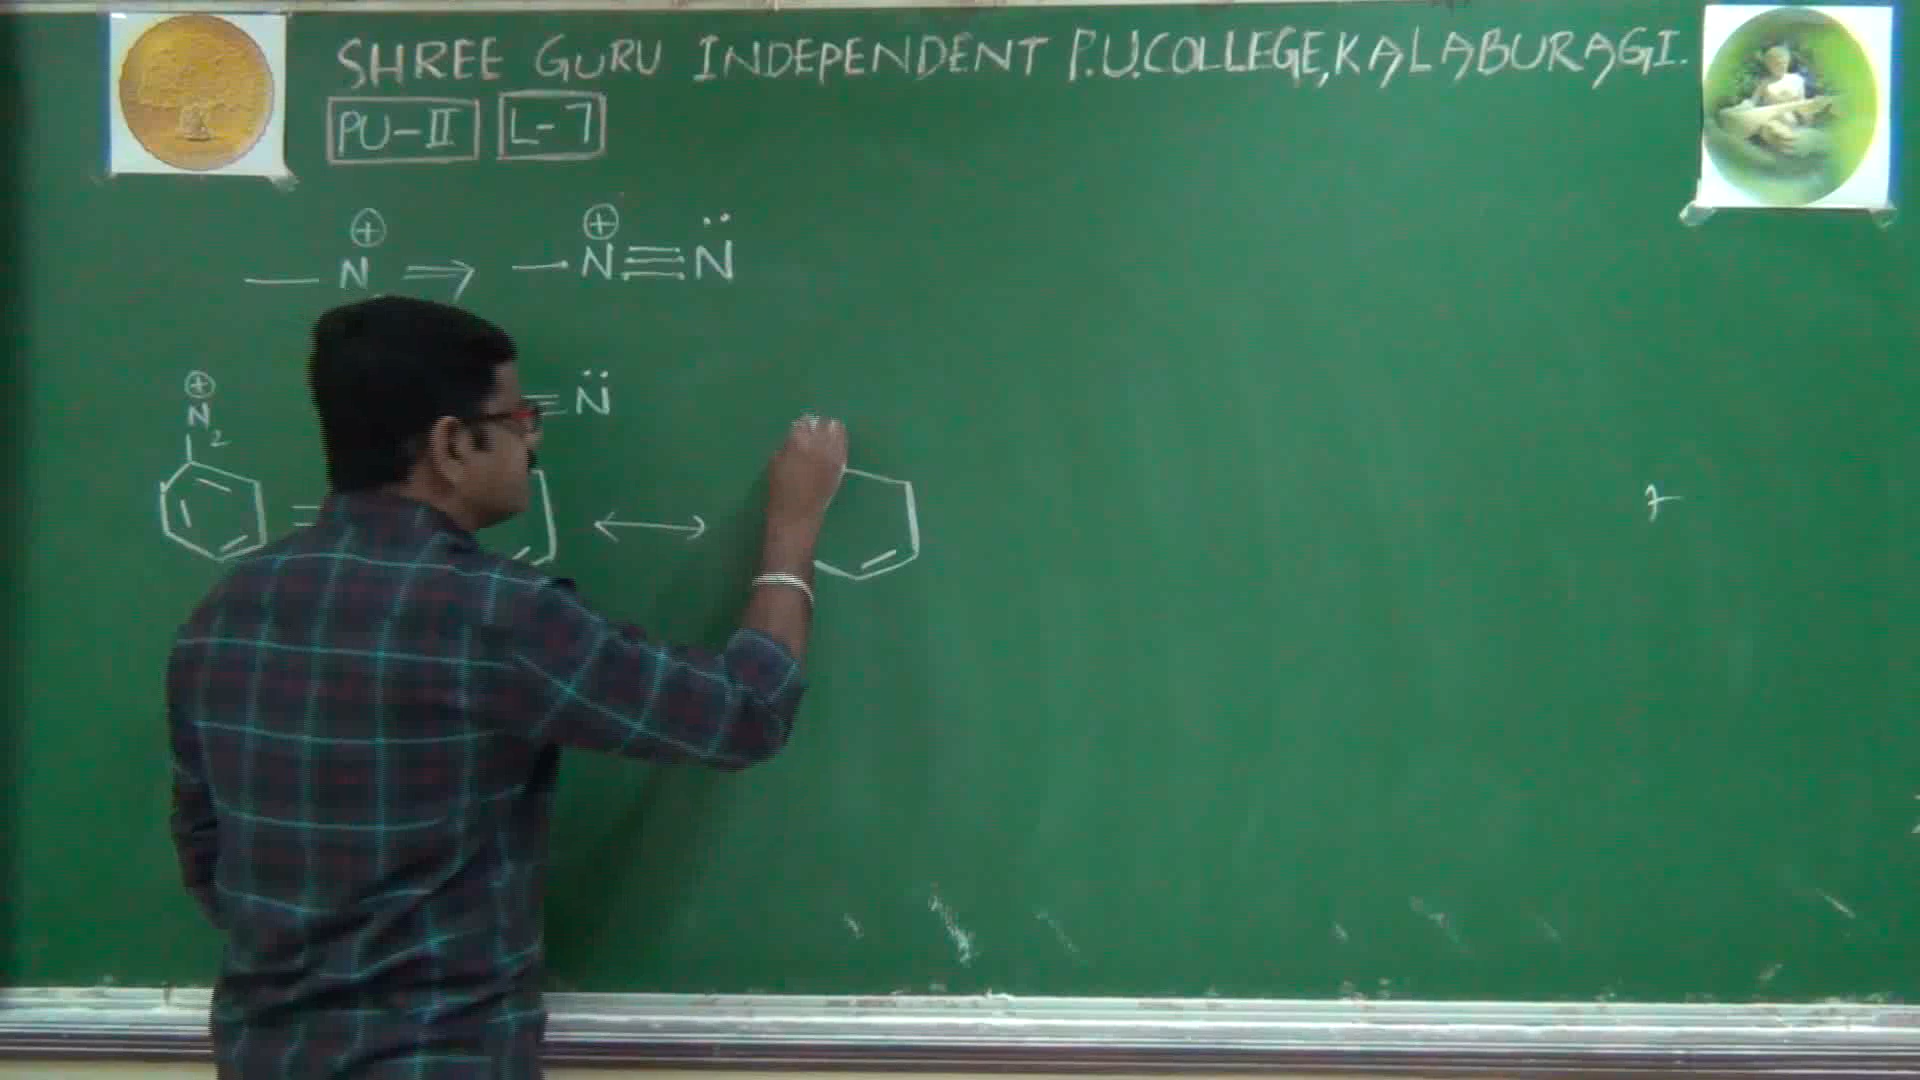 SHREE GURU INDEPENDENT P.U.COLLEGE,KALABURAGI.
PU-II L-7
⊕ ⊕
— N ⇒ — N≡N̈
⊕
N₂ ≡ N̈
⟷